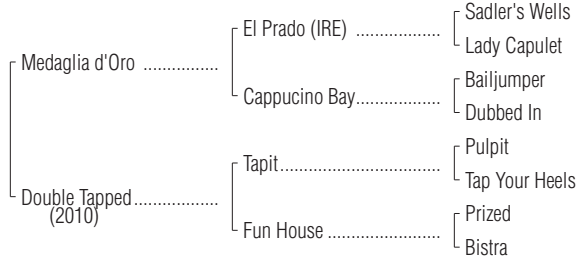 Sadler's Wells
El Prado (IRE) ...................
Lady Capulet
Medaglia d'Oro ................
Bailjumper
Cappucino Bay...................
Dubbed In
Pulpit
Tapit....................................
Tap Your Heels
Double Tapped..................
(2010)
Prized
Fun House .........................
Bistra